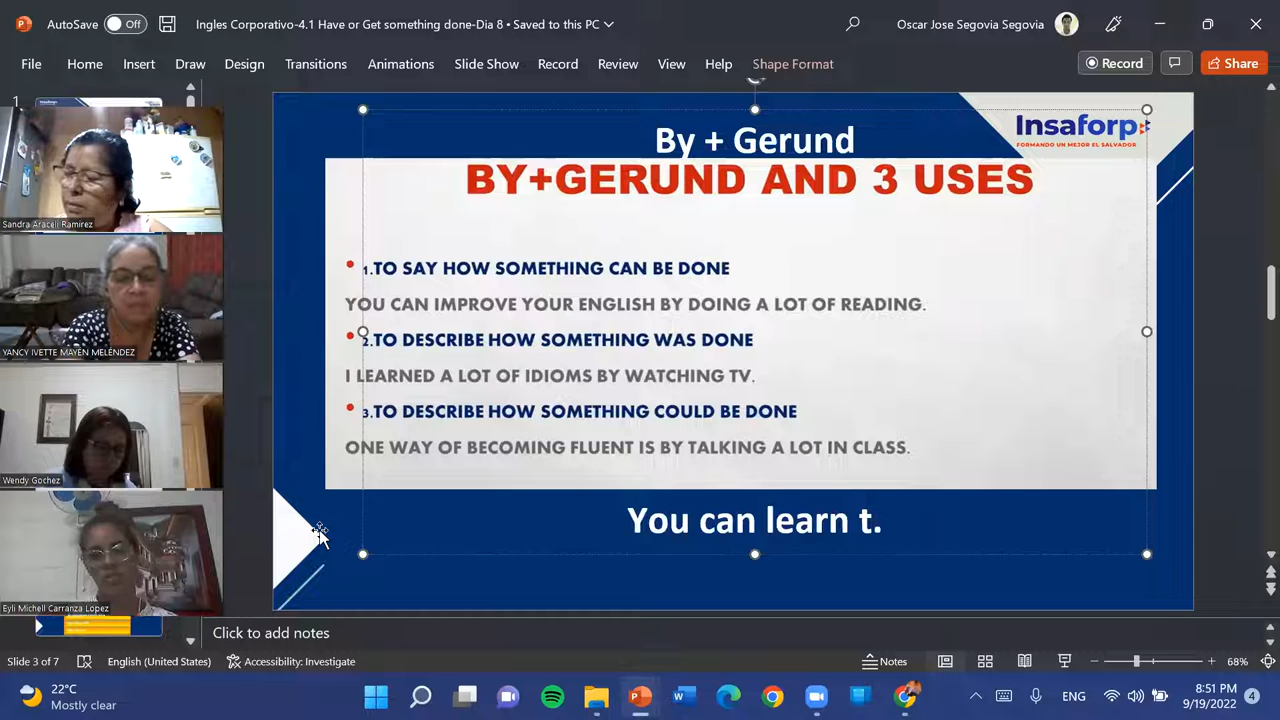 AutoSave Off Ingles Corporativo-4.1 Have or Get something done-Dia 8 • Saved to this PC Oscar Jose Segovia Segovia
File Home Insert Draw Design Transitions Animations Slide Show Record Review View Help Shape Format Record Share
1
By + Gerund
Insaforp
FORMANDO UN MEJOR EL SALVADOR
BY+GERUND AND 3 USES
• 1.TO SAY HOW SOMETHING CAN BE DONE
YOU CAN IMPROVE YOUR ENGLISH BY DOING A LOT OF READING.
• 2.TO DESCRIBE HOW SOMETHING WAS DONE
I LEARNED A LOT OF IDIOMS BY WATCHING TV.
• 3.TO DESCRIBE HOW SOMETHING COULD BE DONE
ONE WAY OF BECOMING FLUENT IS BY TALKING A LOT IN CLASS.
You can learn t.
Sandra Araceli Ramirez
YANCY IVETTE MAYEN MELÉNDEZ
Wendy Gochez
Eyli Michell Carranza Lopez
Click to add notes
Slide 3 of 7 English (United States) Accessibility: Investigate Notes 68%
22°C
Mostly clear
ENG
8:51 PM
9/19/2022
4